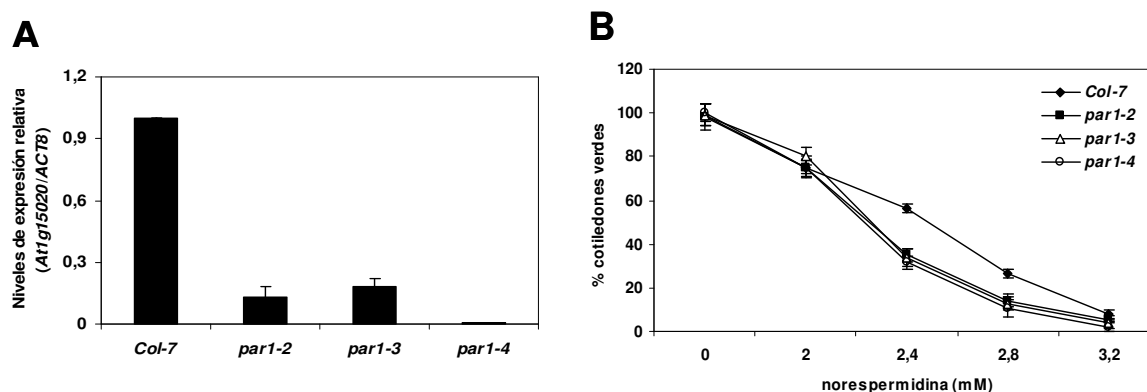 A
Niveles de expresión relativa
(At1g15020/ACT8)
1,2
0,9
0,6
0,3
0
Col-7 par1-2 par1-3 par1-4
B
% cotiledones verdes
120
100
80
60
40
20
0
0 2 2,4 2,8 3,2
norespermidina (mM)
Col-7
par1-2
par1-3
par1-4